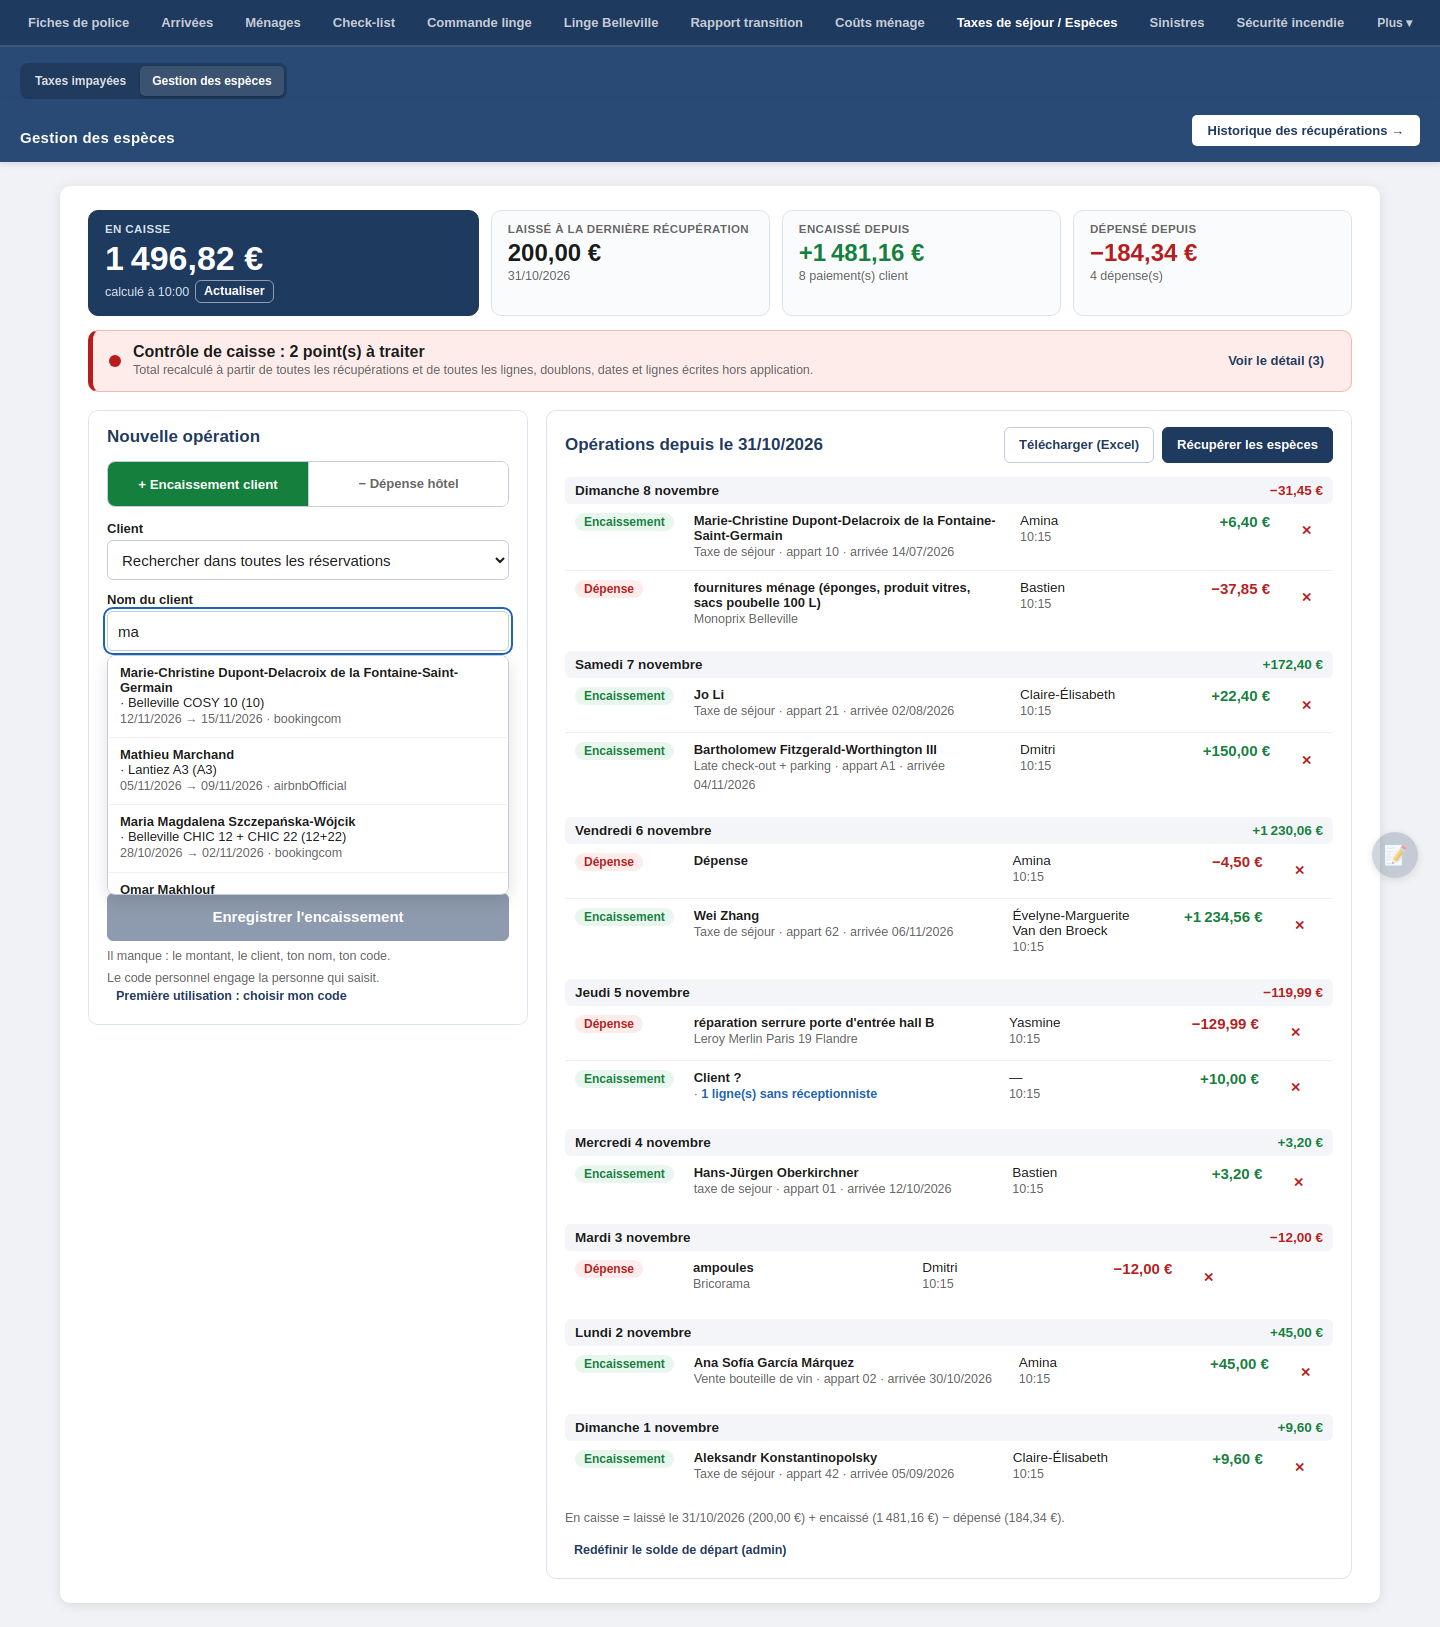 Fiches de police Arrivées Ménages Check-list Commande linge Linge Belleville Rapport transition Coûts ménage Taxes de séjour / Espèces Sinistres Sécurité incendie Plus ▾
Taxes impayées Gestion des espèces
Gestion des espèces
Historique des récupérations →
EN CAISSE
1 496,82 €
calculé à 10:00 Actualiser
LAISSÉ À LA DERNIÈRE RÉCUPÉRATION
200,00 €
31/10/2026
ENCAISSÉ DEPUIS
+1 481,16 €
8 paiement(s) client
DÉPENSÉ DEPUIS
−184,34 €
4 dépense(s)
Contrôle de caisse : 2 point(s) à traiter
Total recalculé à partir de toutes les récupérations et de toutes les lignes, doublons, dates et lignes écrites hors application.
Voir le détail (3)
Nouvelle opération
+ Encaissement client − Dépense hôtel
Client
Rechercher dans toutes les réservations
Nom du client
ma
Marie-Christine Dupont-Delacroix de la Fontaine-Saint-
Germain
· Belleville COSY 10 (10)
12/11/2026 → 15/11/2026 · bookingcom
Mathieu Marchand
· Lantiez A3 (A3)
05/11/2026 → 09/11/2026 · airbnbOfficial
Maria Magdalena Szczepańska-Wójcik
· Belleville CHIC 12 + CHIC 22 (12+22)
28/10/2026 → 02/11/2026 · bookingcom
Omar Makhlouf
Enregistrer l'encaissement
Il manque : le montant, le client, ton nom, ton code.
Le code personnel engage la personne qui saisit.
Première utilisation : choisir mon code
Opérations depuis le 31/10/2026
Télécharger (Excel) Récupérer les espèces
Dimanche 8 novembre −31,45 €
Encaissement Marie-Christine Dupont-Delacroix de la Fontaine- Amina +6,40 € ×
Saint-Germain 10:15
Taxe de séjour · appart 10 · arrivée 14/07/2026
Dépense fournitures ménage (éponges, produit vitres, Bastien −37,85 € ×
sacs poubelle 100 L) 10:15
Monoprix Belleville
Samedi 7 novembre +172,40 €
Encaissement Jo Li Claire-Élisabeth +22,40 € ×
Taxe de séjour · appart 21 · arrivée 02/08/2026 10:15
Encaissement Bartholomew Fitzgerald-Worthington III Dmitri +150,00 € ×
Late check-out + parking · appart A1 · arrivée 10:15
04/11/2026
Vendredi 6 novembre +1 230,06 €
Dépense Dépense Amina −4,50 € ×
10:15
Encaissement Wei Zhang Évelyne-Marguerite +1 234,56 € ×
Taxe de séjour · appart 62 · arrivée 06/11/2026 Van den Broeck
10:15
Jeudi 5 novembre −119,99 €
Dépense réparation serrure porte d'entrée hall B Yasmine −129,99 € ×
Leroy Merlin Paris 19 Flandre 10:15
Encaissement Client ? — +10,00 € ×
· 1 ligne(s) sans réceptionniste 10:15
Mercredi 4 novembre +3,20 €
Encaissement Hans-Jürgen Oberkirchner Bastien +3,20 € ×
taxe de sejour · appart 01 · arrivée 12/10/2026 10:15
Mardi 3 novembre −12,00 €
Dépense ampoules Dmitri −12,00 € ×
Bricorama 10:15
Lundi 2 novembre +45,00 €
Encaissement Ana Sofía García Márquez Amina +45,00 € ×
Vente bouteille de vin · appart 02 · arrivée 30/10/2026 10:15
Dimanche 1 novembre +9,60 €
Encaissement Aleksandr Konstantinopolsky Claire-Élisabeth +9,60 € ×
Taxe de séjour · appart 42 · arrivée 05/09/2026 10:15
En caisse = laissé le 31/10/2026 (200,00 €) + encaissé (1 481,16 €) − dépensé (184,34 €).
Redéfinir le solde de départ (admin)